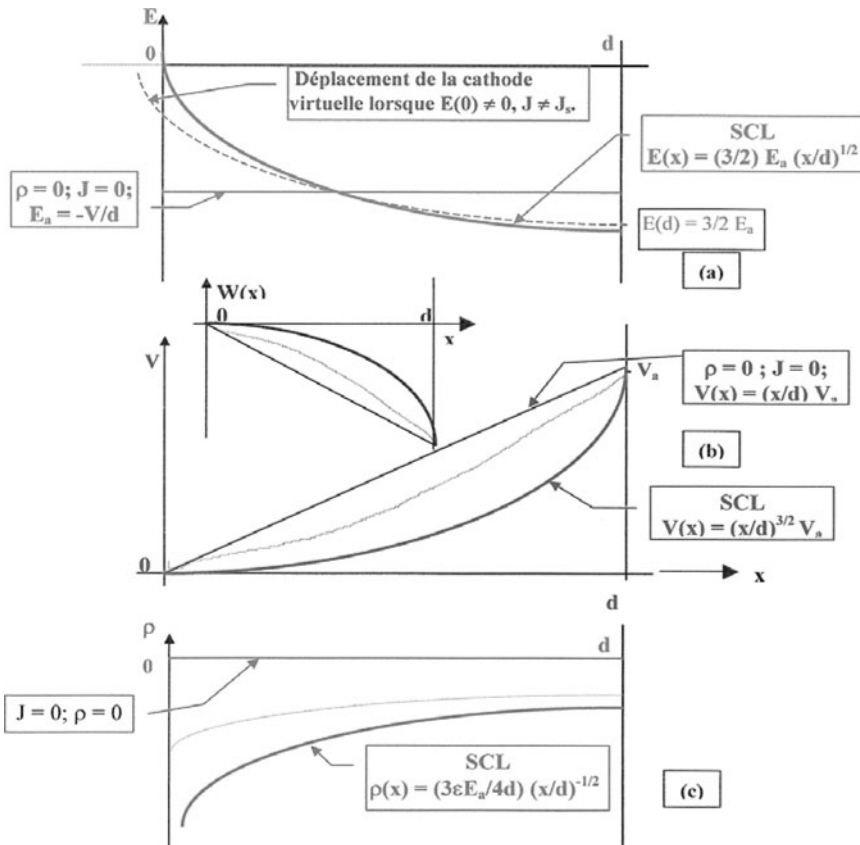 E
0
d
Déplacement de la cathode
virtuelle lorsque E(0) ≠ 0, J ≠ Jₛ.
SCL
E(x) = (3/2) Eₐ (x/d)^1/2
ρ = 0; J = 0;
Eₐ = -V/d
E(d) = 3/2 Eₐ
(a)
W(x)
0
d
x
V
Vₐ
ρ = 0 ; J = 0;
V(x) = (x/d) Vₐ
(b)
SCL
V(x) = (x/d)^3/2 Vₐ
0
x
d
ρ
0
d
J = 0; ρ = 0
SCL
ρ(x) = (3εEₐ/4d) (x/d)^-1/2
(c)